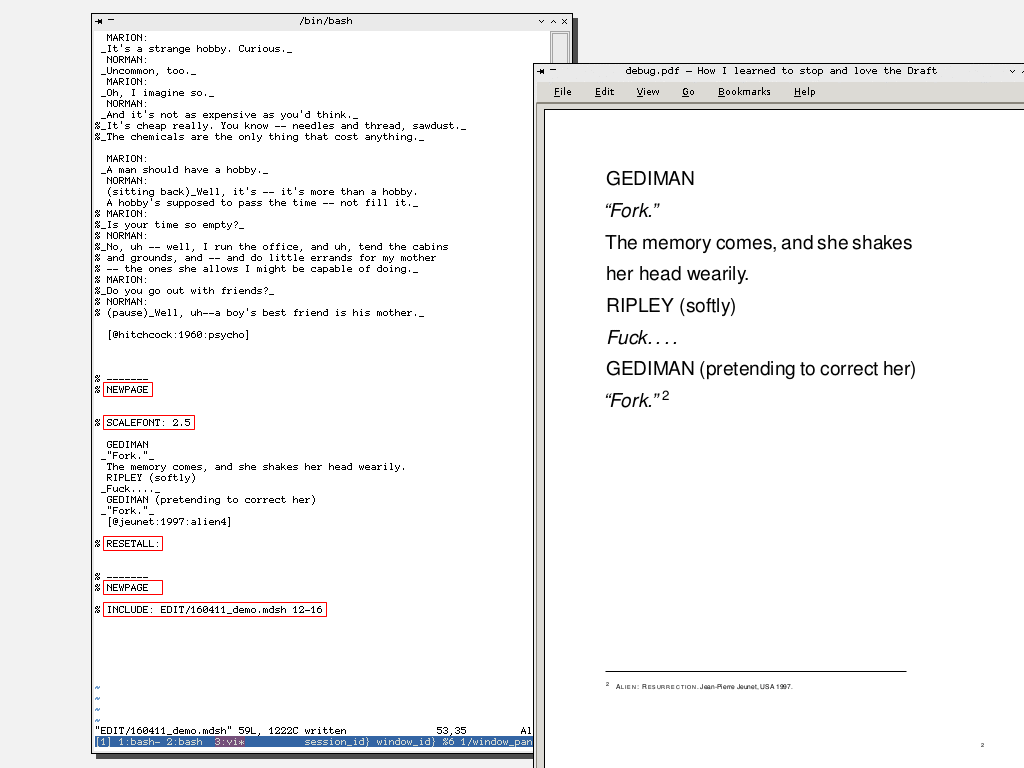 /bin/bash
MARION:
_It's a strange hobby. Curious._
NORMAN:
_Uncommon, too._
MARION:
_Oh, I imagine so._
NORMAN:
_And it's not as expensive as you'd think._
%_It's cheap really. You know -- needles and thread, sawdust._
%_The chemicals are the only thing that cost anything._
MARION:
_A man should have a hobby._
NORMAN:
(sitting back)_Well, it's -- it's more than a hobby.
A hobby's supposed to pass the time -- not fill it._
% MARION:
%_Is your time so empty?_
% NORMAN:
%_No, uh -- well, I run the office, and uh, tend the cabins
% and grounds, and -- and do little errands for my mother
% -- the ones she allows I might be capable of doing._
% MARION:
%_Do you go out with friends?_
% NORMAN:
% (pause)_Well, uh--a boy's best friend is his mother._
[@hitchcock:1960:psycho]
% -------
% NEWPAGE
% SCALEFONT: 2.5
GEDIMAN
_"Fork."_
The memory comes, and she shakes her head wearily.
RIPLEY (softly)
_Fuck...._
GEDIMAN (pretending to correct her)
_"Fork."_
[@jeunet:1997:alien4]
% RESETALL:
% -------
% NEWPAGE
% INCLUDE: EDIT/160411_demo.mdsh 12-16
~
~
~
~
"EDIT/160411_demo.mdsh" 59L, 1222C written 53,35 Al
[1] 1:bash- 2:bash 3:vi* session_id} window_id} %6 1/window_pan
debug.pdf — How I learned to stop and love the Draft
File Edit View Go Bookmarks Help
GEDIMAN
“Fork.”
The memory comes, and she shakes
her head wearily.
RIPLEY (softly)
Fuck. . . .
GEDIMAN (pretending to correct her)
“Fork.” 2
2 ALIEN: RESURRECTION. Jean-Pierre Jeunet, USA 1997.
2